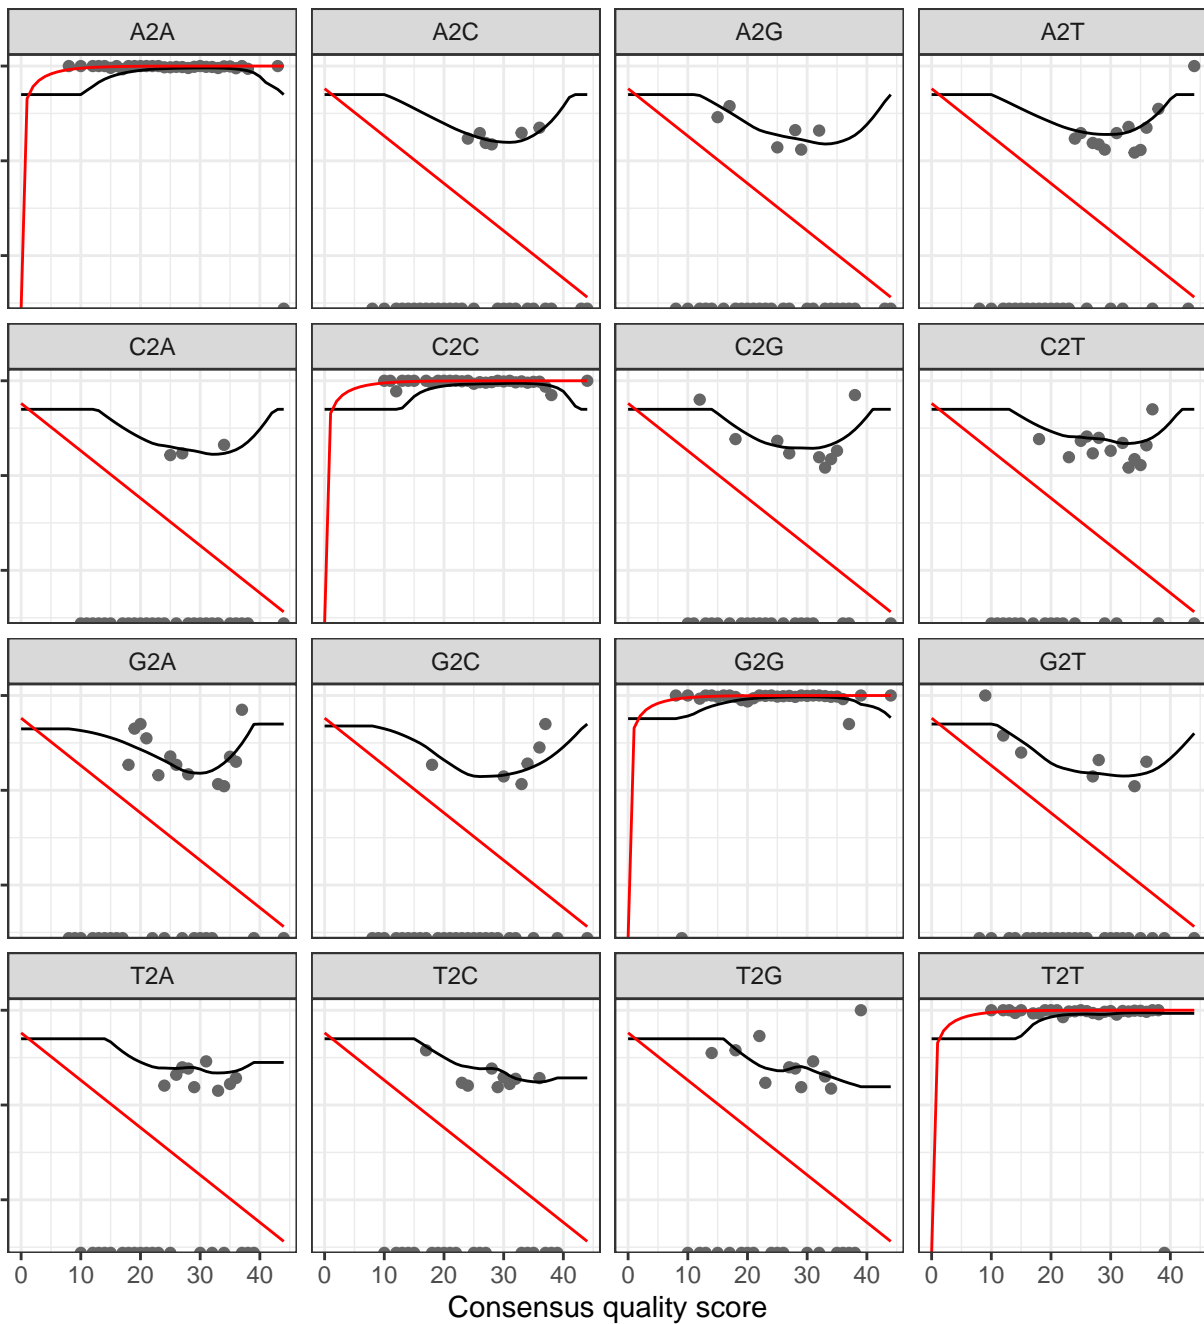 A2A A2C A2G A2T
C2A C2C C2G C2T
G2A G2C G2G G2T
T2A T2C T2G T2T
0 10 20 30 40 0 10 20 30 40 0 10 20 30 40 0 10 20 30 40
Consensus quality score